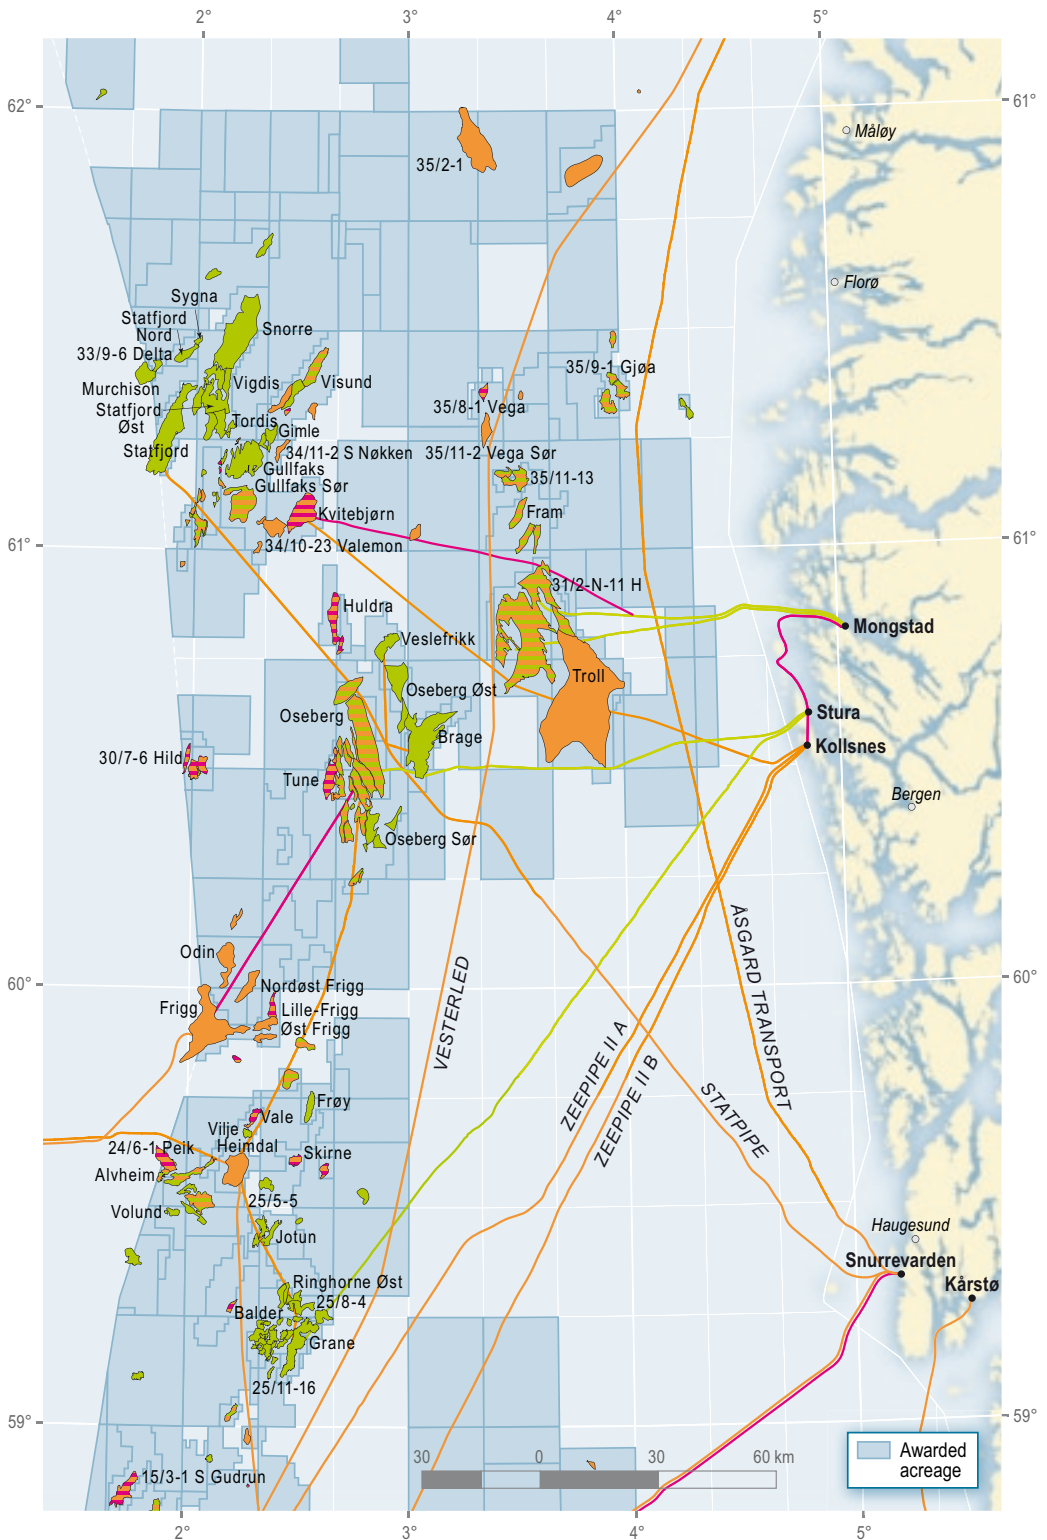 2°
3°
4°
5°
62°
61°
Måløy
35/2-1
Florø
Sygna
Statfjord
Nord
33/9-6 Delta
Snorre
Murchison
Vigdis
Visund
35/9-1 Gjøa
35/8-1 Vega
Statfjord
Øst
Tordis
Gimle
Statfjord
34/11-2 S Nøkken
35/11-2 Vega Sør
Gullfaks
35/11-13
Gullfaks Sør
Kvitebjørn
Fram
61°
61°
34/10-23 Valemon
31/2-N-11 H
Huldra
Mongstad
Veslefrikk
Troll
Oseberg Øst
Oseberg
Stura
Brage
Kollsnes
30/7-6 Hild
Tune
Bergen
Oseberg Sør
ÅSGARD TRANSPORT
Odin
60°
60°
Nordøst Frigg
VESTERLED
Frigg
Lille-Frigg
Øst Frigg
ZEEPIPE II A
ZEEPIPE II B
STATPIPE
Frøy
Vale
Vilje
Heimdal
24/6-1 Peik
Skirne
Alvheim
25/5-5
Volund
Haugesund
Jotun
Snurrevarden
Kårstø
Ringhorne Øst
25/8-4
Balder
Grane
25/11-16
59°
59°
30
0
30
60 km
Awarded
acreage
15/3-1 S Gudrun
2°
3°
4°
5°